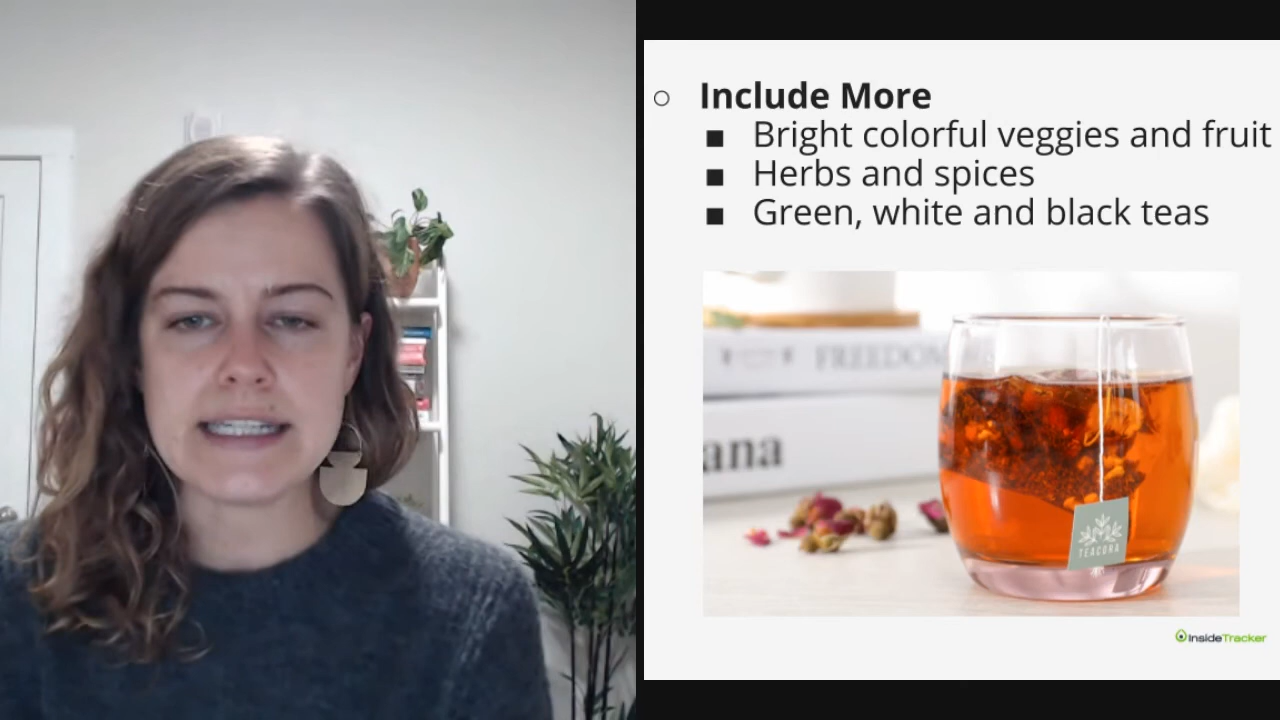 Include More
Bright colorful veggies and fruit
Herbs and spices
Green, white and black teas
FREEDOM
ana
TEACORA
InsideTracker